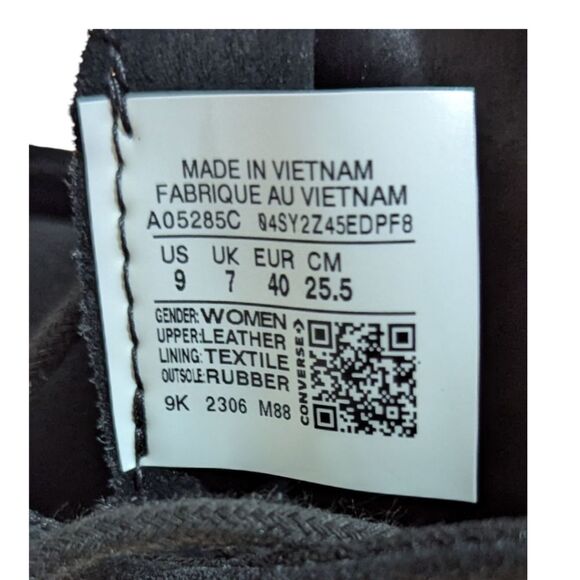 MADE IN VIETNAM
FABRIQUE AU VIETNAM
A05285C 04SY2Z45EDPF8
US UK EUR CM
9 7 40 25.5
GENDER: WOMEN
UPPER: LEATHER
LINING: TEXTILE
OUTSOLE: RUBBER
9K 2306 M88
CONVERSE